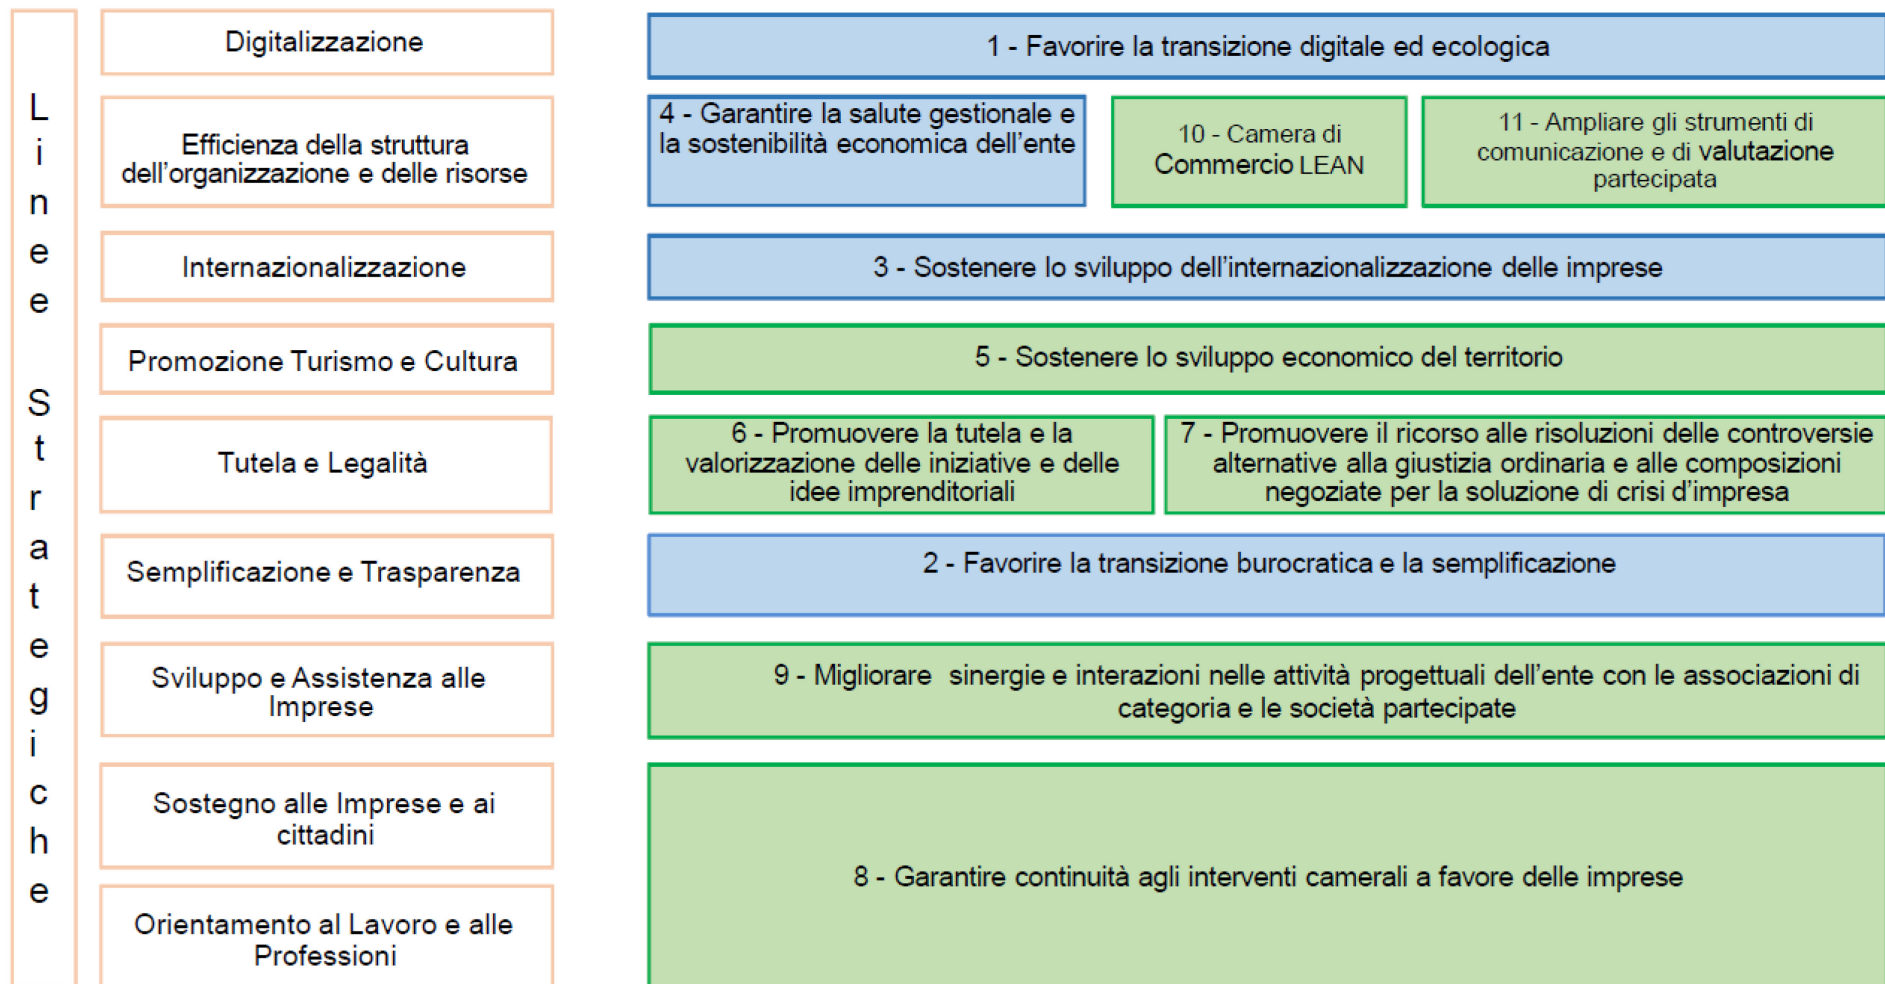 Linee Strategiche
Digitalizzazione
1 - Favorire la transizione digitale ed ecologica
Efficienza della struttura
dell'organizzazione e delle risorse
4 - Garantire la salute gestionale e
la sostenibilità economica dell'ente
10 - Camera di
Commercio LEAN
11 - Ampliare gli strumenti di
comunicazione e di valutazione
partecipata
Internazionalizzazione
3 - Sostenere lo sviluppo dell'internazionalizzazione delle imprese
Promozione Turismo e Cultura
5 - Sostenere lo sviluppo economico del territorio
Tutela e Legalità
6 - Promuovere la tutela e la
valorizzazione delle iniziative e delle
idee imprenditoriali
7 - Promuovere il ricorso alle risoluzioni delle controversie
alternative alla giustizia ordinaria e alle composizioni
negoziate per la soluzione di crisi d'impresa
Semplificazione e Trasparenza
2 - Favorire la transizione burocratica e la semplificazione
Sviluppo e Assistenza alle
Imprese
9 - Migliorare sinergie e interazioni nelle attività progettuali dell'ente con le associazioni di
categoria e le società partecipate
Sostegno alle Imprese e ai
cittadini
8 - Garantire continuità agli interventi camerali a favore delle imprese
Orientamento al Lavoro e alle
Professioni